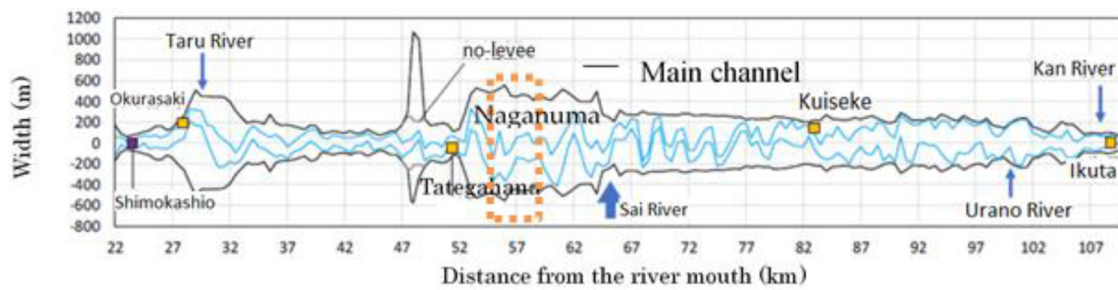 1200
1000
800
600
400
200
0
-200
-400
-600
-800
Width (m)
Taru River
no-levee
Main channel
Kan River
Okurasaki
Naganuma
Kuiseke
Shimokashio
Tategahana
Sai River
Ikuta
Urano River
22 27 32 37 42 47 52 57 62 67 72 77 82 87 92 97 102 107
Distance from the river mouth (km)